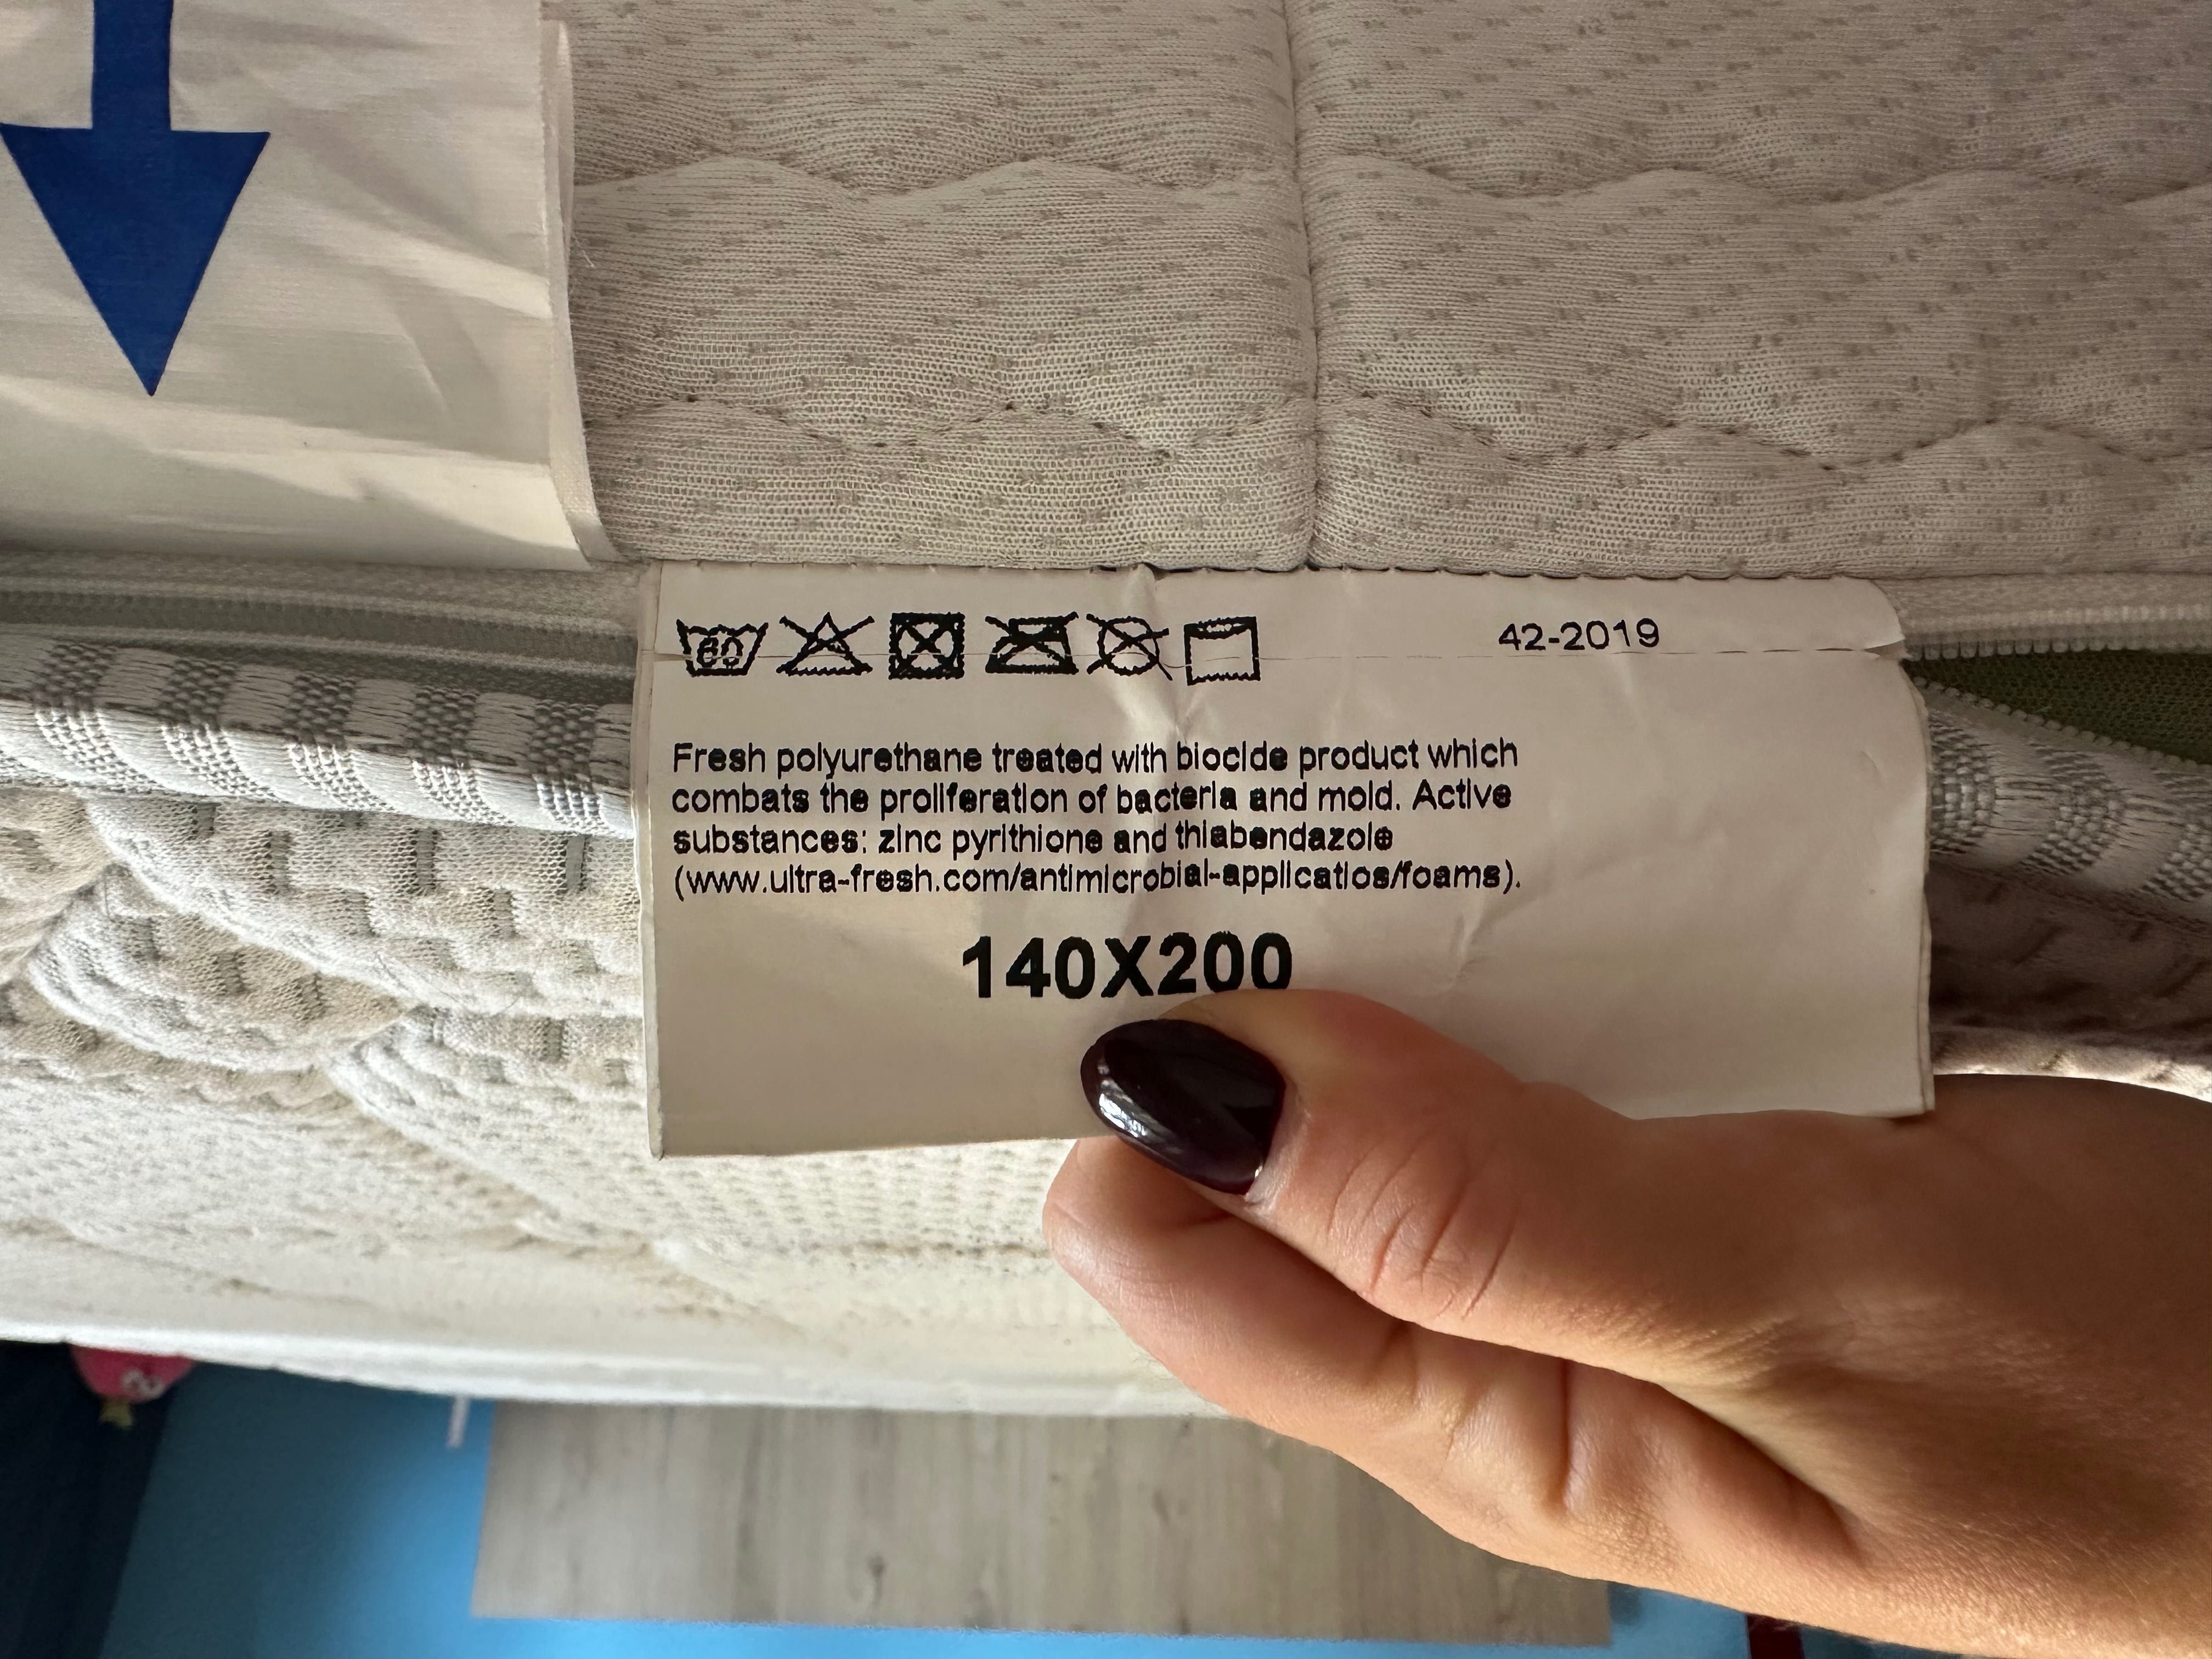 60
42-2019
Fresh polyurethane treated with biocide product which
combats the proliferation of bacteria and mold. Active
substances: zinc pyrithione and thiabendazole
(www.ultra-fresh.com/antimicrobial-applicatios/foams).
140X200